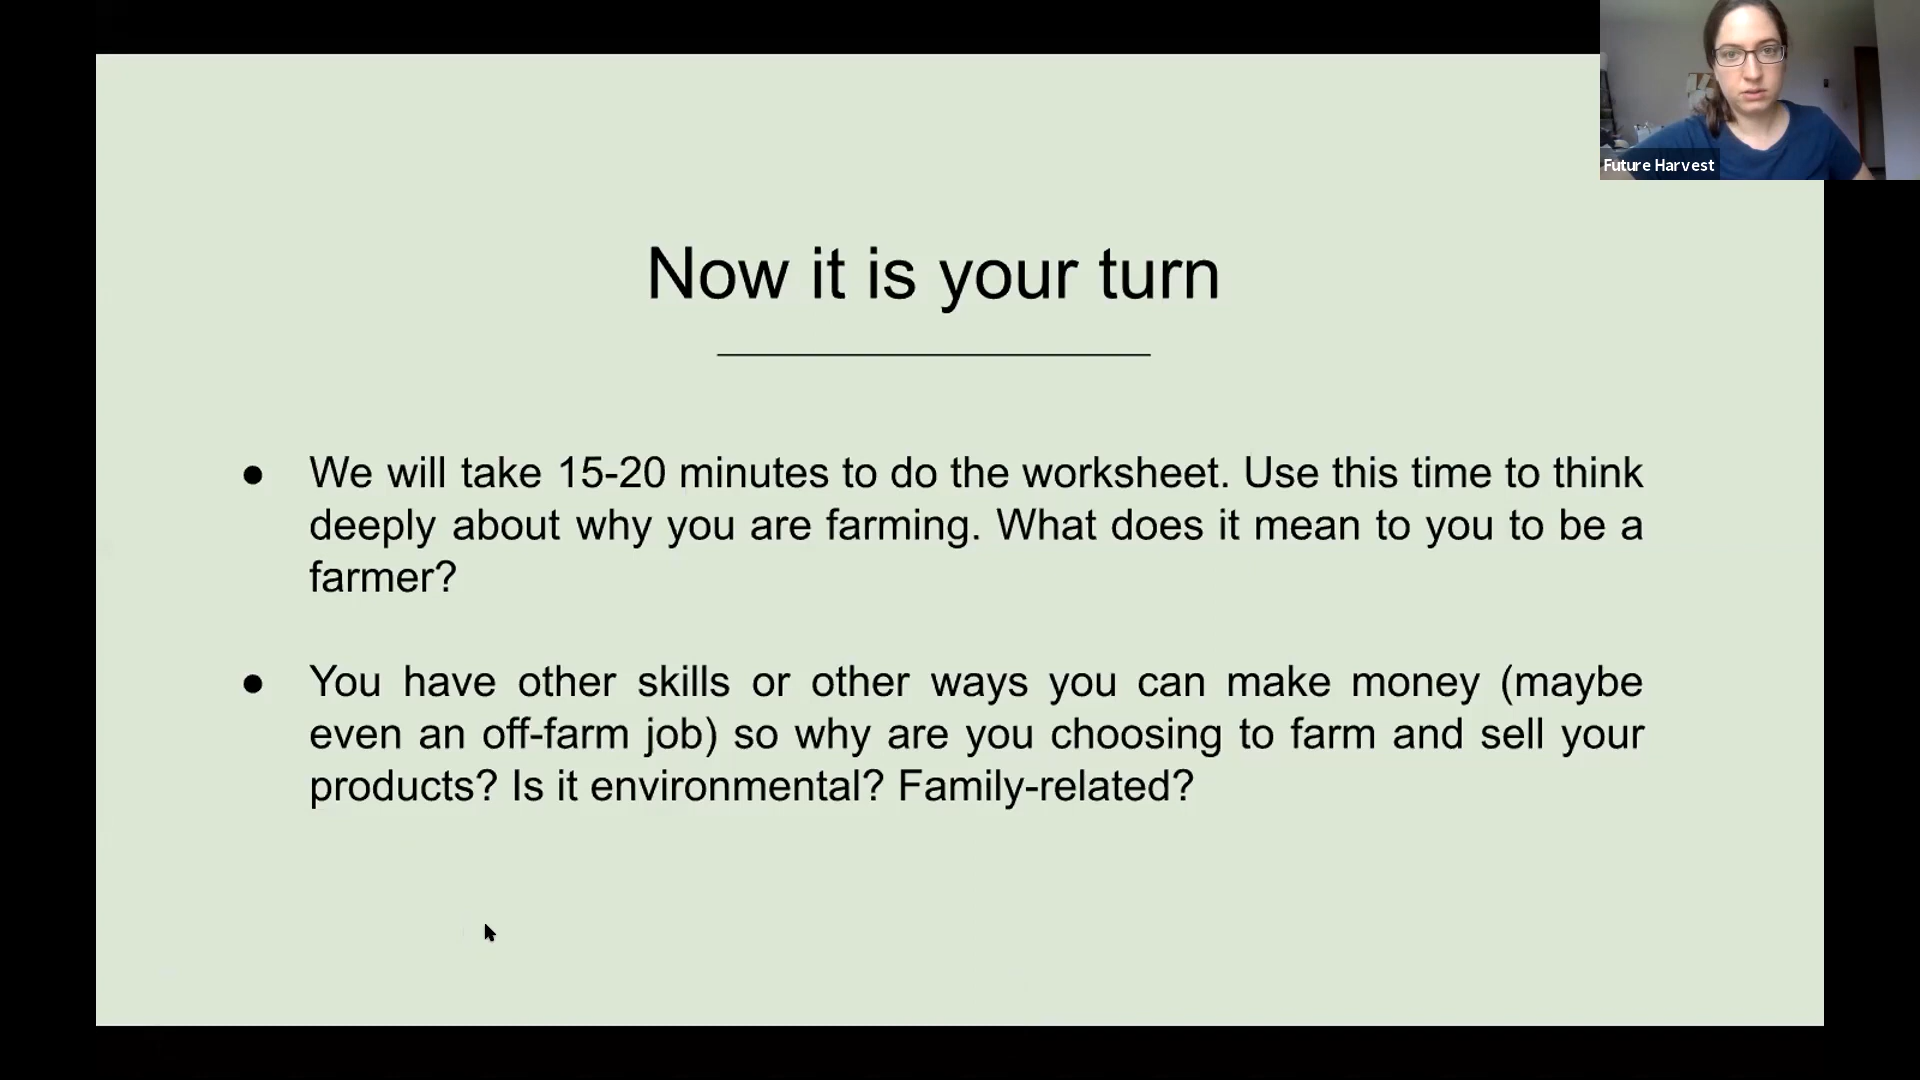 Future Harvest
Now it is your turn
● We will take 15-20 minutes to do the worksheet. Use this time to think
deeply about why you are farming. What does it mean to you to be a
farmer?
● You have other skills or other ways you can make money (maybe
even an off-farm job) so why are you choosing to farm and sell your
products? Is it environmental? Family-related?